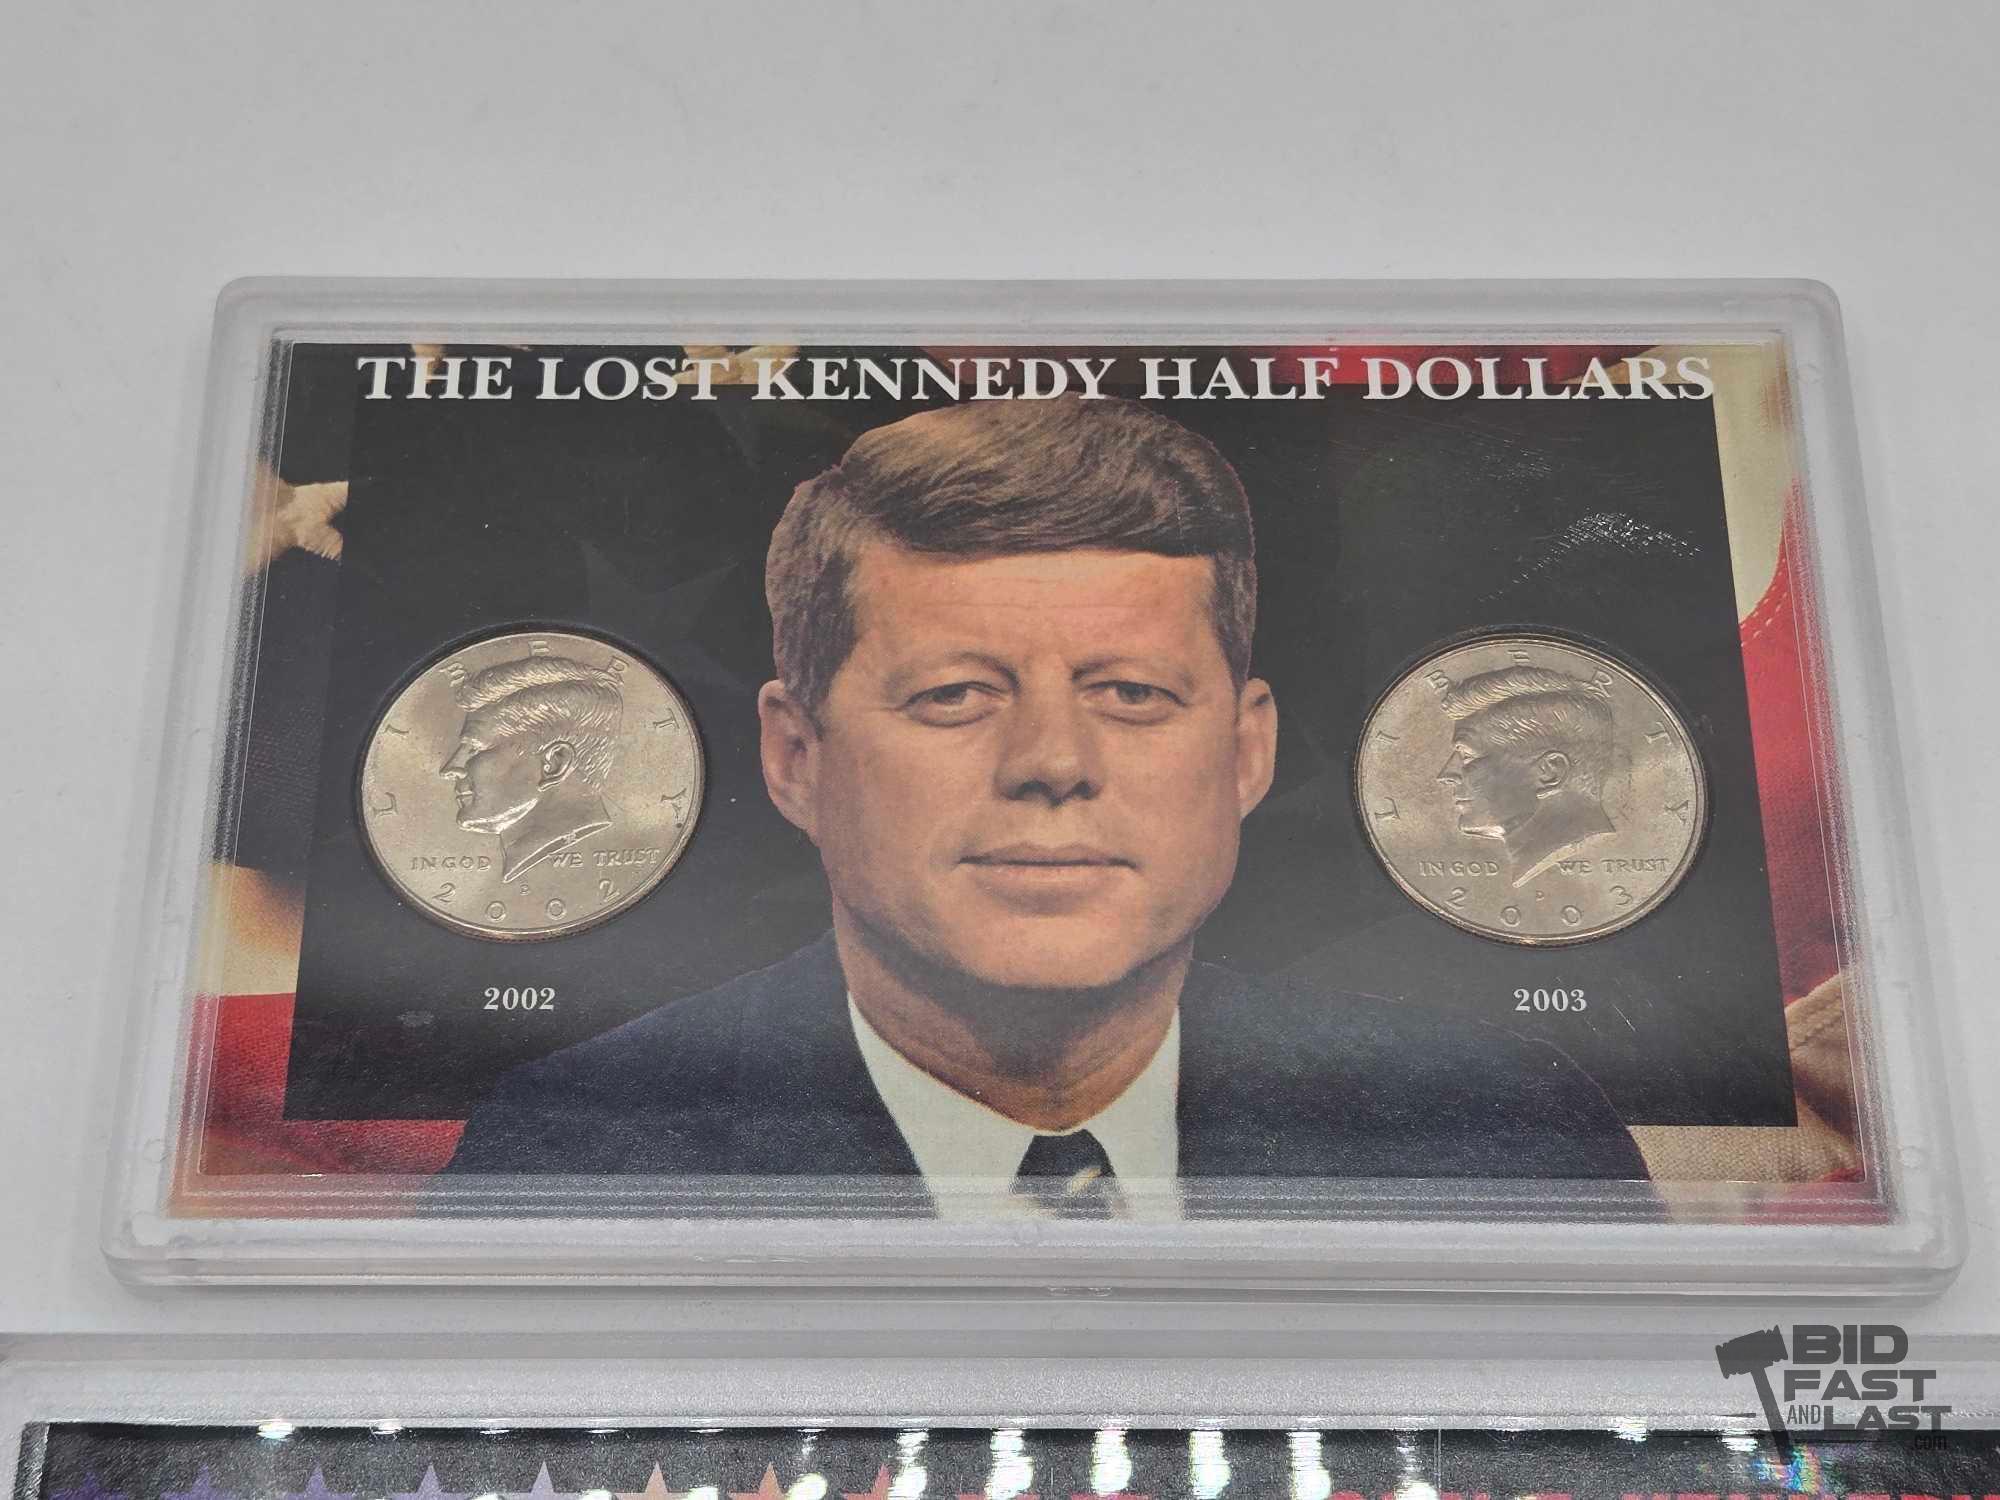 THE LOST KENNEDY HALF DOLLARS
LIBERTY
IN GOD WE TRUST
P
2002
2002
LIBERTY
IN GOD WE TRUST
2003
2003
BID
FAST
AND LAST
.com